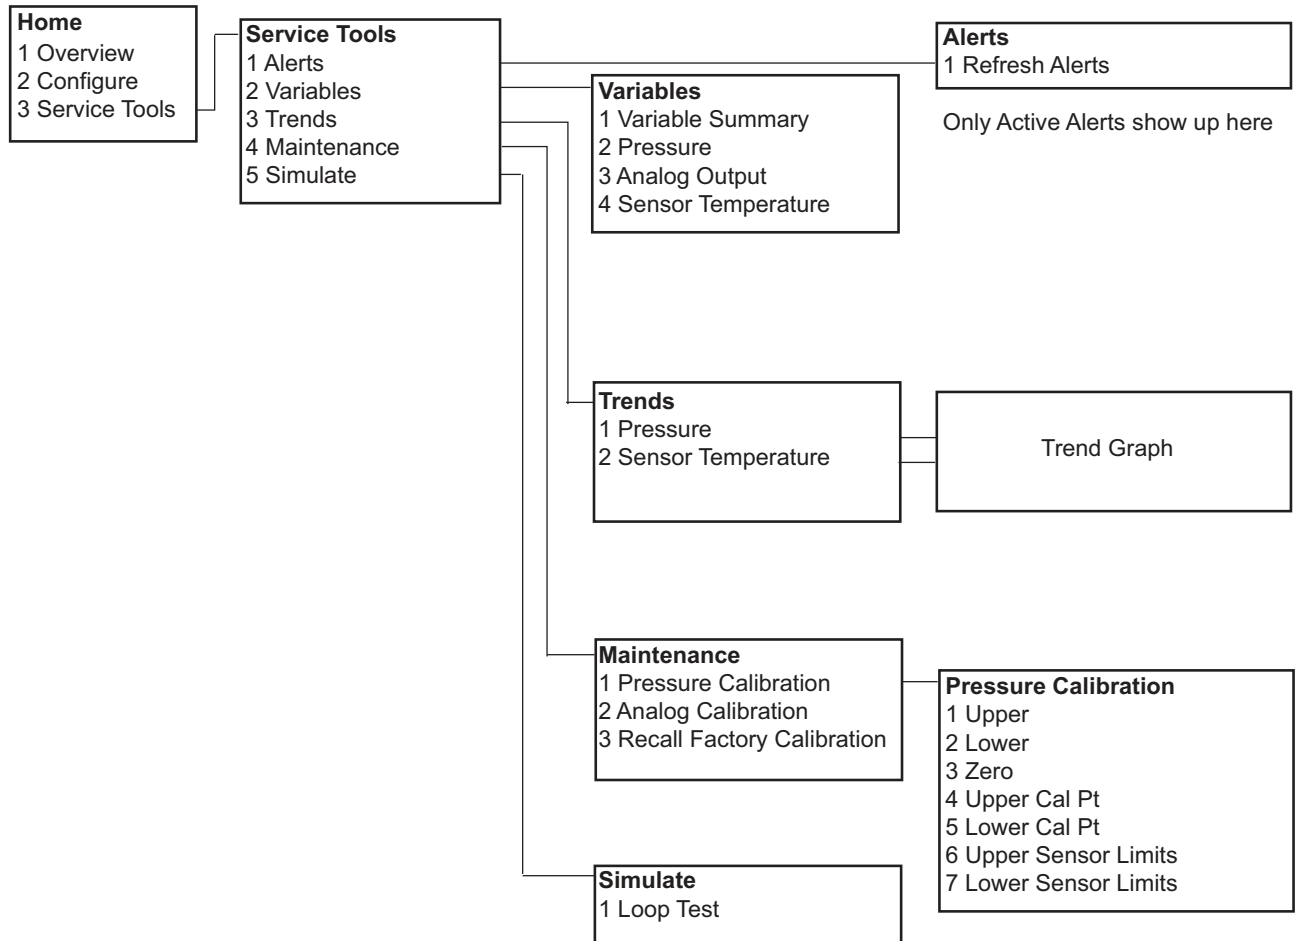 Home
1 Overview
2 Configure
3 Service Tools
Service Tools
1 Alerts
2 Variables
3 Trends
4 Maintenance
5 Simulate
Alerts
1 Refresh Alerts
Only Active Alerts show up here
Variables
1 Variable Summary
2 Pressure
3 Analog Output
4 Sensor Temperature
Trends
1 Pressure
2 Sensor Temperature
Trend Graph
Maintenance
1 Pressure Calibration
2 Analog Calibration
3 Recall Factory Calibration
Pressure Calibration
1 Upper
2 Lower
3 Zero
4 Upper Cal Pt
5 Lower Cal Pt
6 Upper Sensor Limits
7 Lower Sensor Limits
Simulate
1 Loop Test